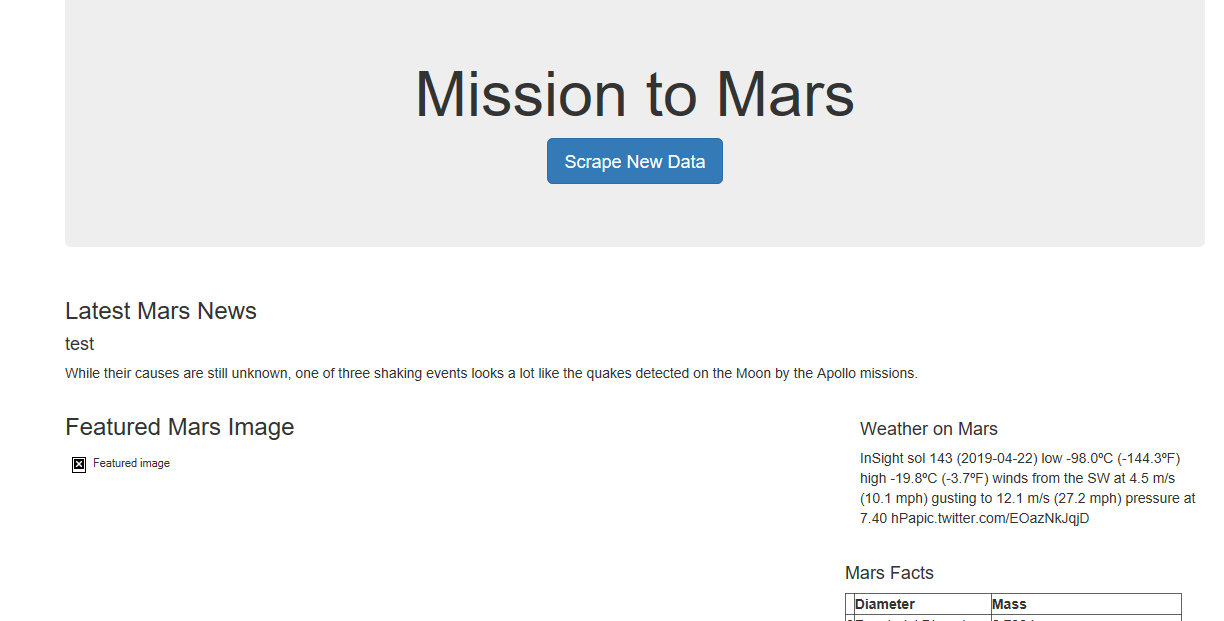 Mission to Mars
Scrape New Data
Latest Mars News
test
While their causes are still unknown, one of three shaking events looks a lot like the quakes detected on the Moon by the Apollo missions.
Featured Mars Image
Featured image
Weather on Mars
InSight sol 143 (2019-04-22) low -98.0ºC (-144.3ºF)
high -19.8ºC (-3.7ºF) winds from the SW at 4.5 m/s
(10.1 mph) gusting to 12.1 m/s (27.2 mph) pressure at
7.40 hPapic.twitter.com/EOazNkJqjD
Mars Facts
Diameter Mass